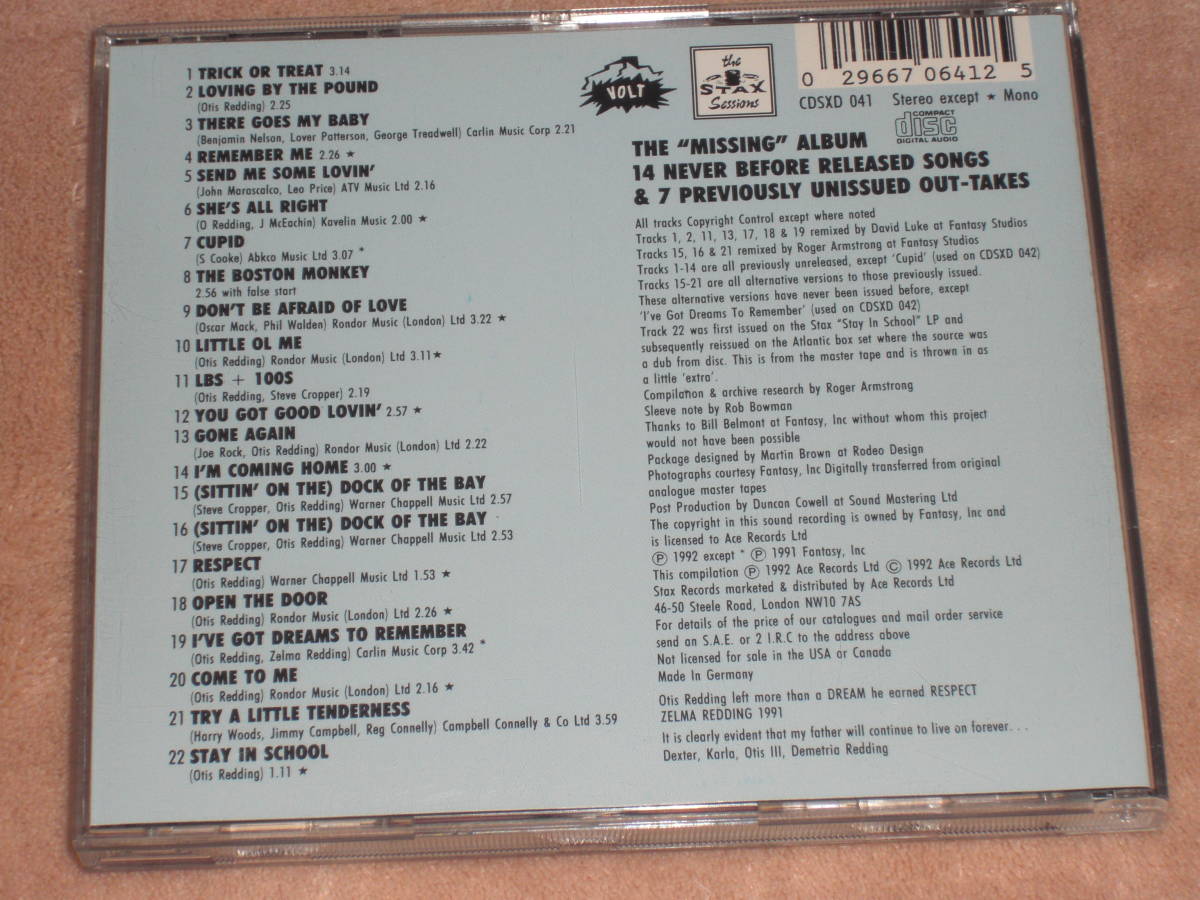 1 TRICK OR TREAT 3.14
2 LOVING BY THE POUND
(Otis Redding) 2.25
3 THERE GOES MY BABY
(Benjamin Nelson, Lover Patterson, George Treadwell) Carlin Music Corp 2.21
4 REMEMBER ME 2.26 ★
5 SEND ME SOME LOVIN'
(John Marascalco, Leo Price) ATV Music Ltd 2.16
6 SHE'S ALL RIGHT
(O Redding, J McEachin) Kavelin Music 2.00 ★
7 CUPID
(S Cooke) Abkco Music Ltd 3.07 *
8 THE BOSTON MONKEY
2.56 with false start
9 DON'T BE AFRAID OF LOVE
(Oscar Mack, Phil Walden) Rondor Music (London) Ltd 3.22 ★
10 LITTLE OL ME
(Otis Redding) Rondor Music (London) Ltd 3.11 ★
11 LBS + 100S
(Otis Redding, Steve Cropper) 2.19
12 YOU GOT GOOD LOVIN' 2.57 ★
13 GONE AGAIN
(Joe Rock, Otis Redding) Rondor Music (London) Ltd 2.22
14 I'M COMING HOME 3.00 ★
15 (SITTIN' ON THE) DOCK OF THE BAY
(Steve Cropper, Otis Redding) Warner Chappell Music Ltd 2.57
16 (SITTIN' ON THE) DOCK OF THE BAY
(Steve Cropper, Otis Redding) Warner Chappell Music Ltd 2.53
17 RESPECT
(Otis Redding) Warner Chappell Music Ltd 1.53 ★
18 OPEN THE DOOR
(Otis Redding) Rondor Music (London) Ltd 2.26 ★
19 I'VE GOT DREAMS TO REMEMBER
(Otis Redding, Zelma Redding) Carlin Music Corp 3.42 *
20 COME TO ME
(Otis Redding) Rondor Music (London) Ltd 2.16 ★
21 TRY A LITTLE TENDERNESS
(Harry Woods, Jimmy Campbell, Reg Connelly) Campbell Connelly & Co Ltd 3.59
22 STAY IN SCHOOL
(Otis Redding) 1.11 ★
VOLT
the
STAX
Sessions
0 29667 06412 5
CDSXD 041 Stereo except ★ Mono
COMPACT
disc
DIGITAL AUDIO
THE "MISSING" ALBUM
14 NEVER BEFORE RELEASED SONGS
& 7 PREVIOUSLY UNISSUED OUT-TAKES
All tracks Copyright Control except where noted
Tracks 1, 2, 11, 13, 17, 18 & 19 remixed by David Luke at Fantasy Studios
Tracks 15, 16 & 21 remixed by Roger Armstrong at Fantasy Studios
Tracks 1-14 are all previously unreleased, except 'Cupid' (used on CDSXD 042)
Tracks 15-21 are all alternative versions to those previously issued.
These alternative versions have never been issued before, except
'I've Got Dreams To Remember' (used on CDSXD 042)
Track 22 was first issued on the Stax "Stay In School" LP and
subsequently reissued on the Atlantic box set where the source was
a dub from disc. This is from the master tape and is thrown in as
a little 'extra'.
Compilation & archive research by Roger Armstrong
Sleeve note by Rob Bowman
Thanks to Bill Belmont at Fantasy, Inc without whom this project
would not have been possible
Package designed by Martin Brown at Rodeo Design
Photographs courtesy Fantasy, Inc Digitally transferred from original
analogue master tapes
Post Production by Duncan Cowell at Sound Mastering Ltd
The copyright in this sound recording is owned by Fantasy, Inc and
is licensed to Ace Records Ltd
℗ 1992 except * ℗ 1991 Fantasy, Inc
This compilation ℗ 1992 Ace Records Ltd © 1992 Ace Records Ltd
Stax Records marketed & distributed by Ace Records Ltd
46-50 Steele Road, London NW10 7AS
For details of the price of our catalogues and mail order service
send an S.A.E. or 2 I.R.C to the address above
Not licensed for sale in the USA or Canada
Made In Germany
Otis Redding left more than a DREAM he earned RESPECT
ZELMA REDDING 1991
It is clearly evident that my father will continue to live on forever...
Dexter, Karla, Otis III, Demetria Redding